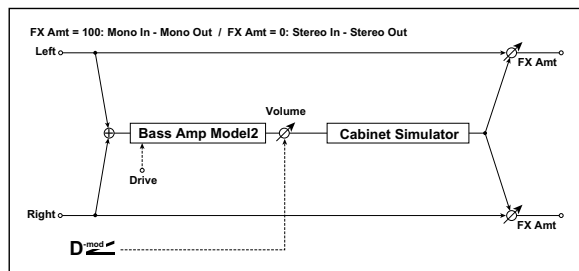 FX Amt = 100: Mono In - Mono Out / FX Amt = 0: Stereo In - Stereo Out
Left
FX Amt
Volume
Bass Amp Model2
Cabinet Simulator
Drive
Right
FX Amt
D-mod